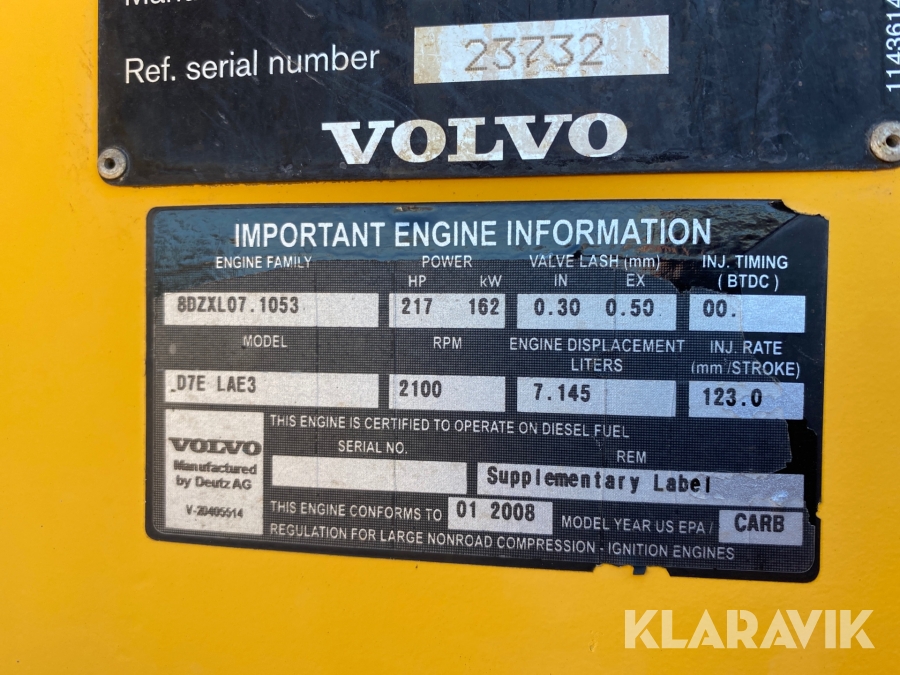 Manu
Ref. serial number 23732
1143614
VOLVO
IMPORTANT ENGINE INFORMATION
ENGINE FAMILY POWER VALVE LASH (mm) INJ. TIMING
HP kW IN EX (BTDC)
8DZXL07.1053 217 162 0.30 0.50 00.
MODEL RPM ENGINE DISPLACEMENT INJ. RATE
LITERS (mm /STROKE)
D7E LAE3 2100 7.145 123.0
THIS ENGINE IS CERTIFIED TO OPERATE ON DIESEL FUEL
VOLVO SERIAL NO. REM
Manufactured
by Deutz AG Supplementary Label
V-20405514 THIS ENGINE CONFORMS TO 01 2008 MODEL YEAR US EPA / CARB
REGULATION FOR LARGE NONROAD COMPRESSION - IGNITION ENGINES
KLARAVIK